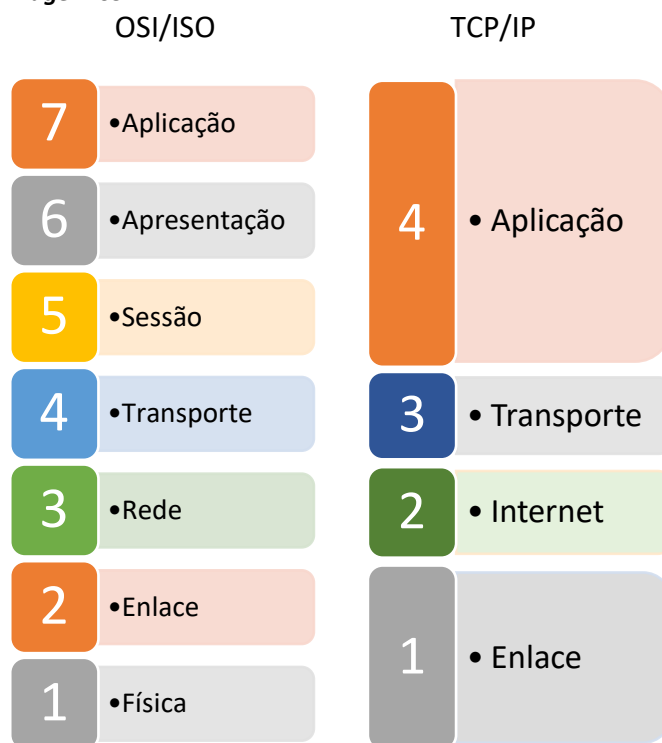 OSI/ISO
TCP/IP
7
•Aplicação
6
•Apresentação
5
•Sessão
4
•Transporte
3
•Rede
2
•Enlace
1
•Física
4
• Aplicação
3
• Transporte
2
• Internet
1
• Enlace